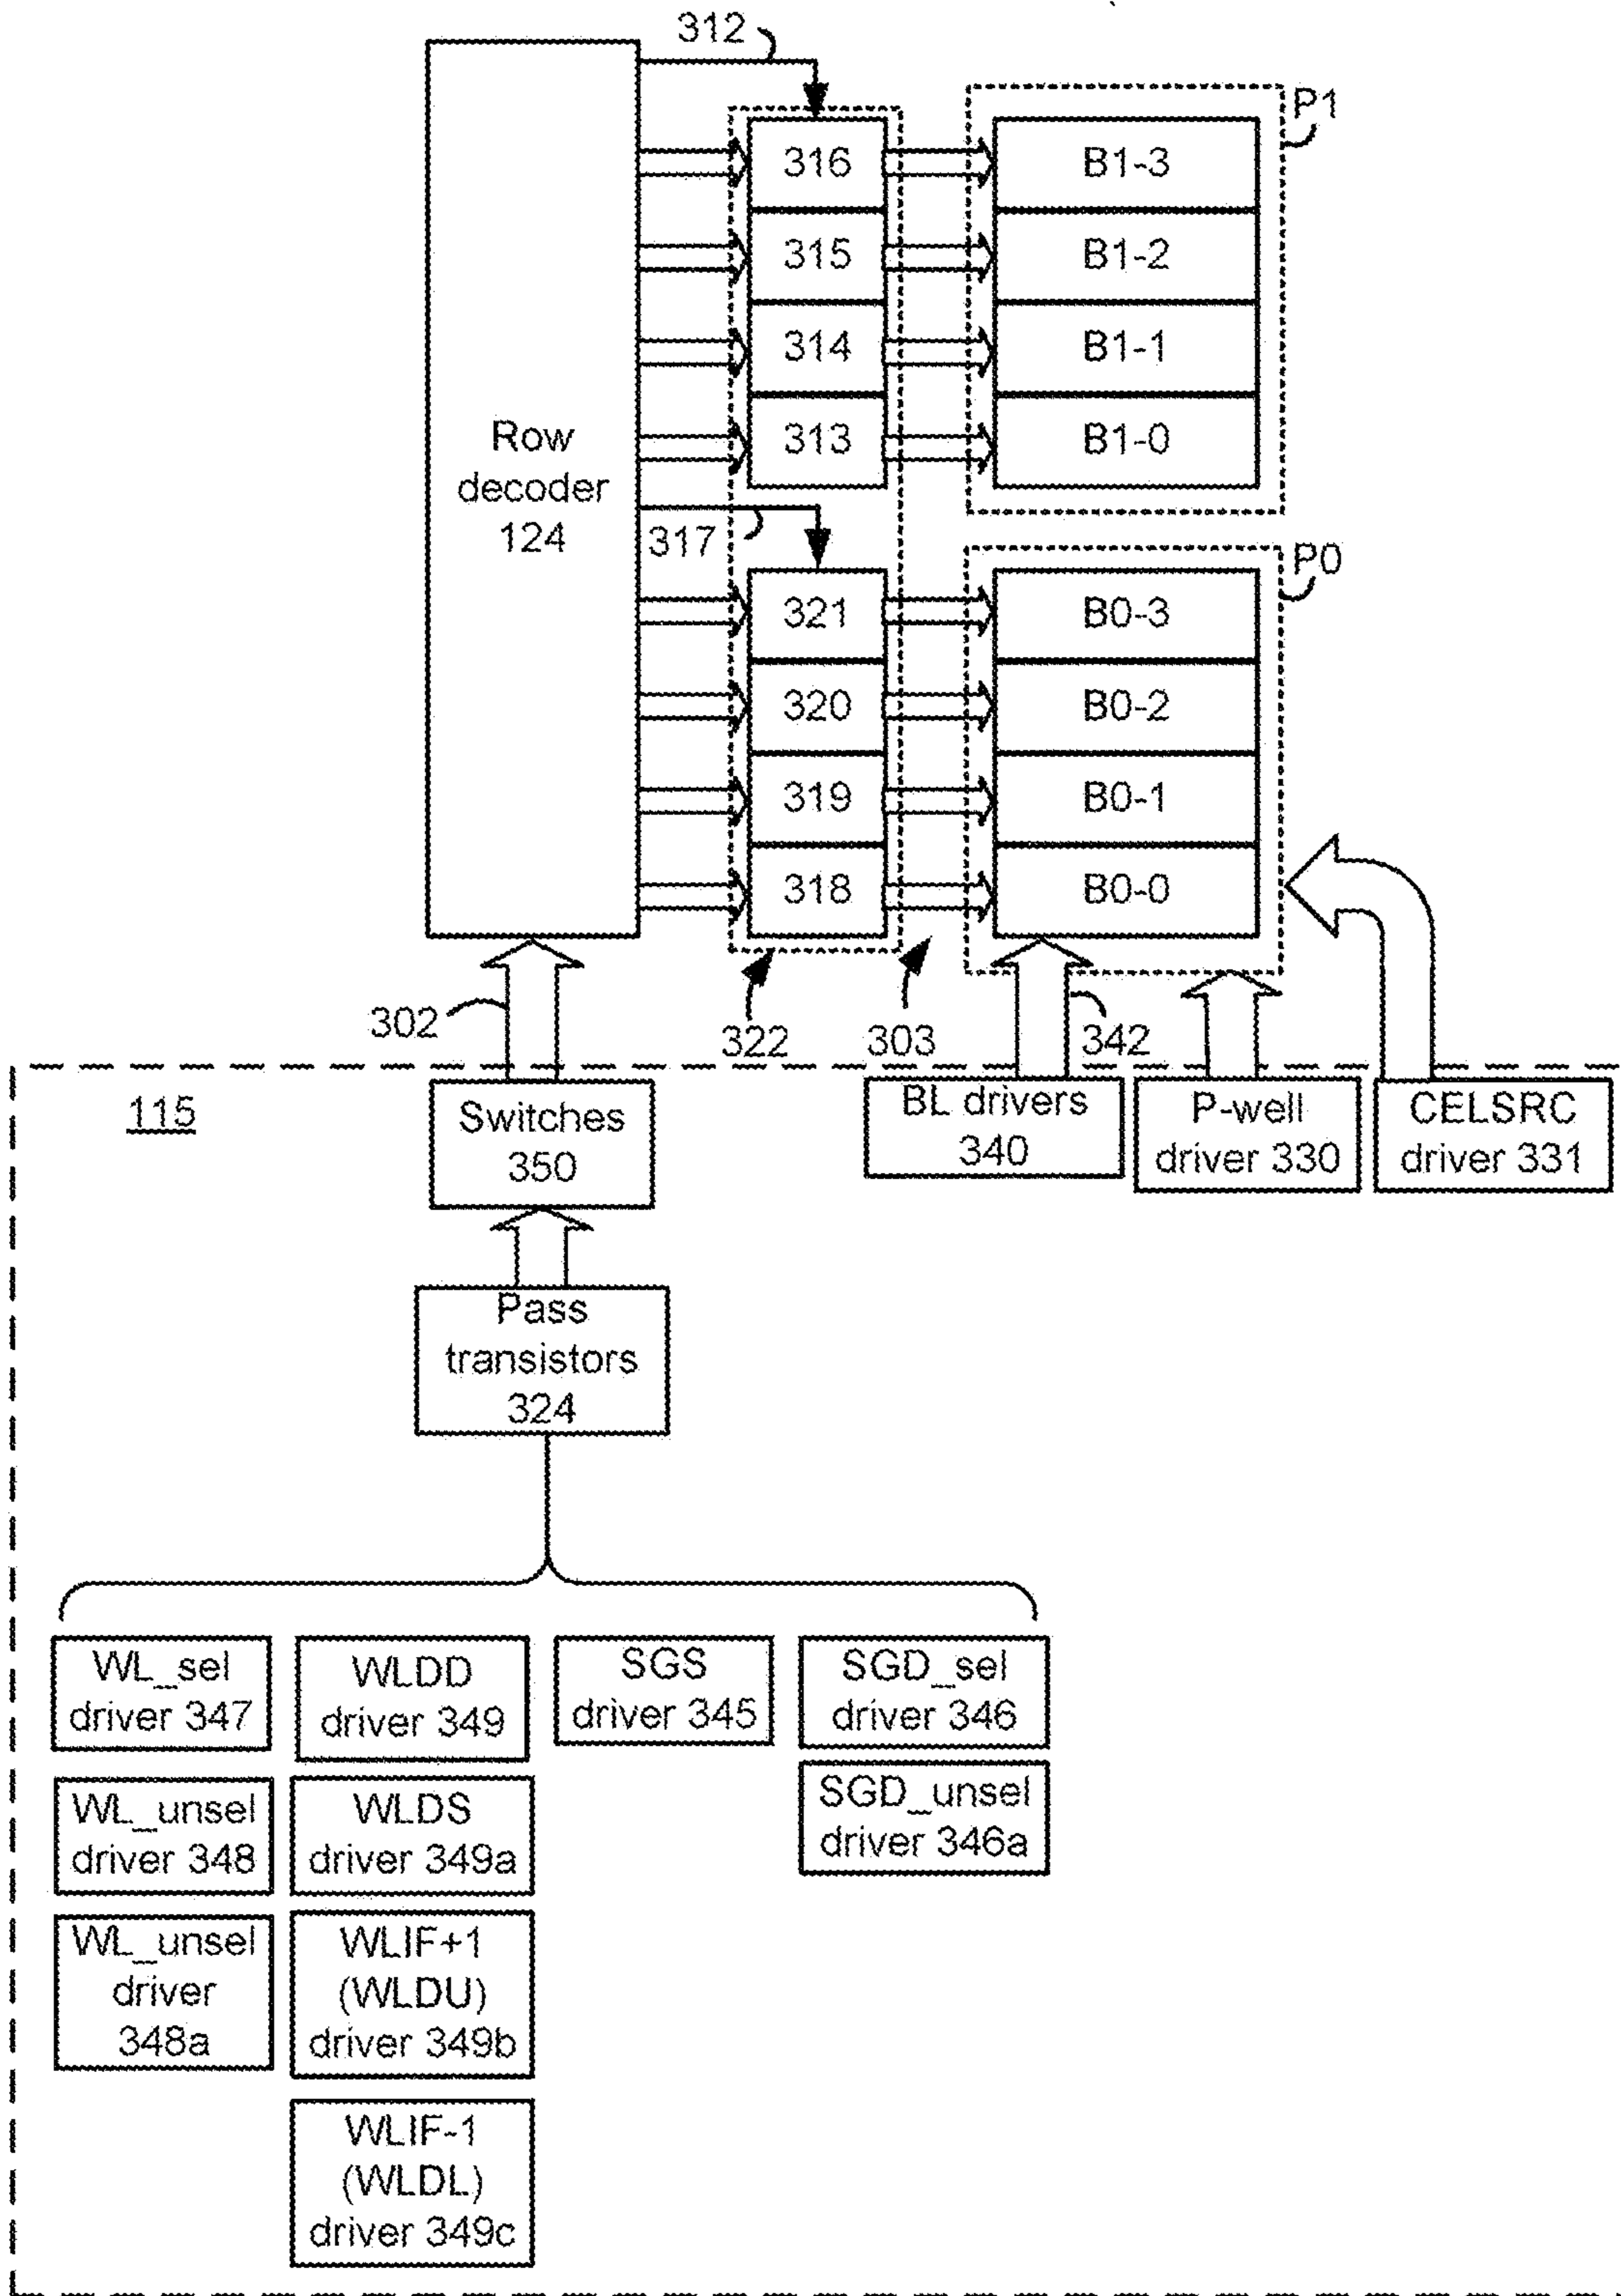 312
P1
316
B1-3
315
B1-2
314
B1-1
313
B1-0
Row
decoder
124
317
P0
321
B0-3
320
B0-2
319
B0-1
318
B0-0
302
322
303
342
115
Switches
350
BL drivers
340
P-well
driver 330
CELSRC
driver 331
Pass
transistors
324
WL_sel
driver 347
WLDD
driver 349
SGS
driver 345
SGD_sel
driver 346
WL_unsel
driver 348
WLDS
driver 349a
SGD_unsel
driver 346a
WL_unsel
driver
348a
WLIF+1
(WLDU)
driver 349b
WLIF-1
(WLDL)
driver 349c